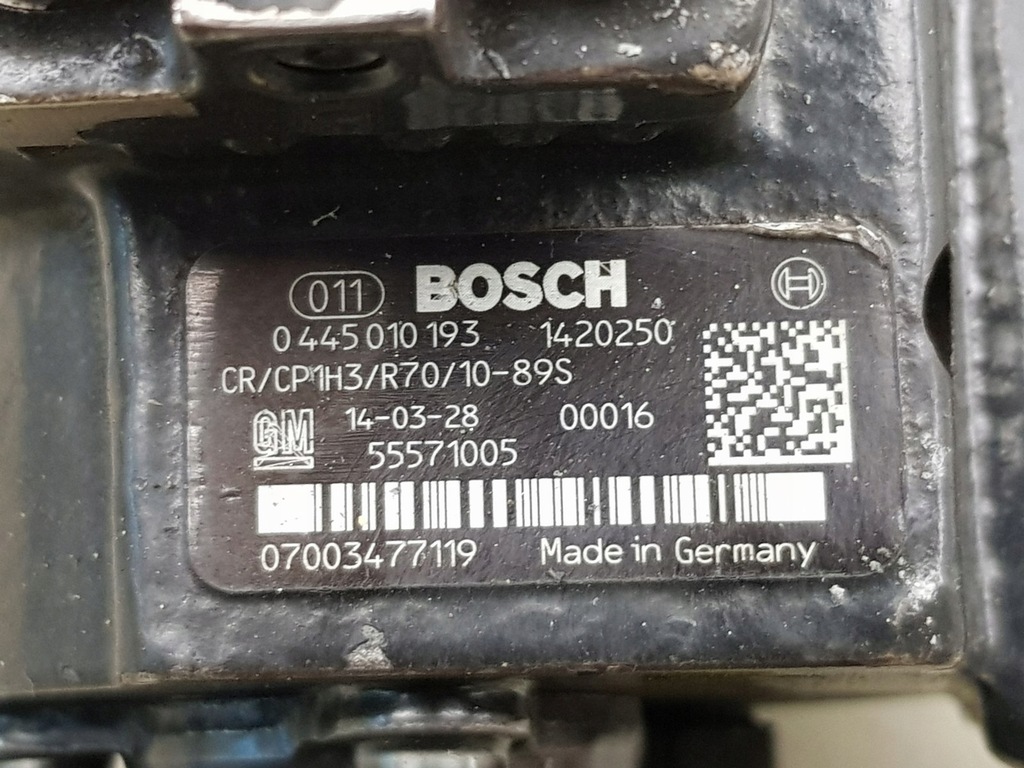 011 BOSCH
0 445 010 193 1420250
CR/CP1H3/R70/10-89S
GM 14-03-28 00016
55571005
07003477119 Made in Germany